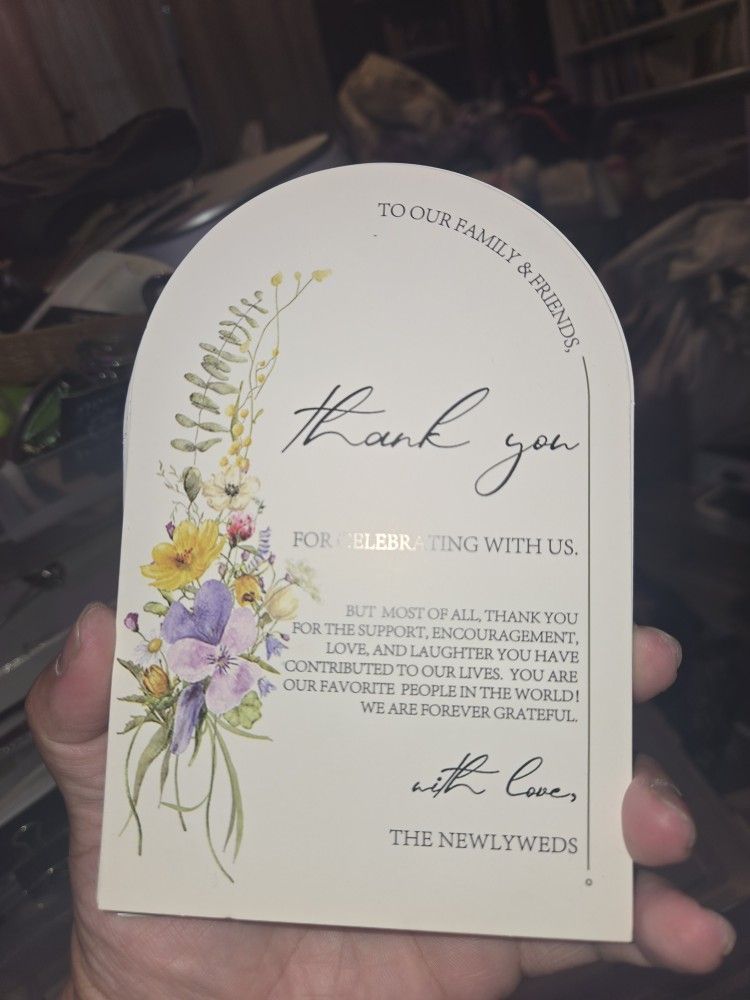 TO OUR FAMILY & FRIENDS,
thank you
FOR CELEBRATING WITH US.
BUT MOST OF ALL, THANK YOU
FOR THE SUPPORT, ENCOURAGEMENT,
LOVE, AND LAUGHTER YOU HAVE
CONTRIBUTED TO OUR LIVES. YOU ARE
OUR FAVORITE PEOPLE IN THE WORLD!
WE ARE FOREVER GRATEFUL.
with love,
THE NEWLYWEDS